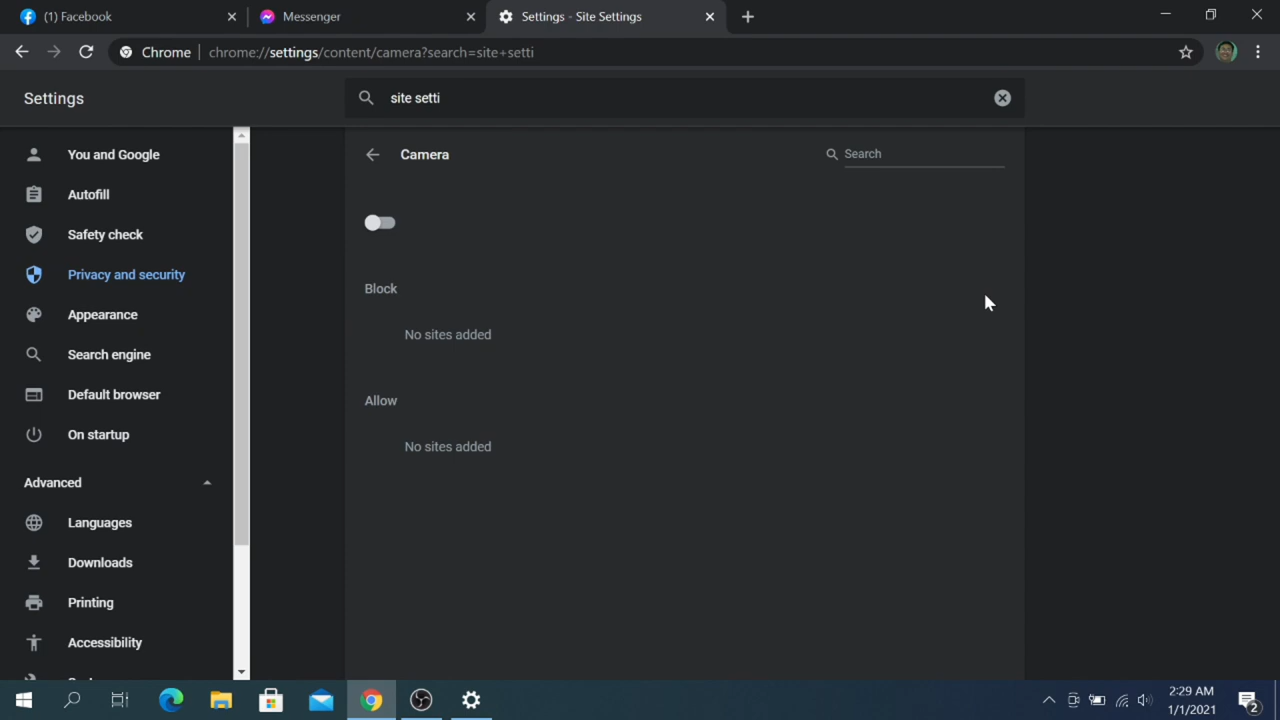 (1) Facebook
Messenger
Settings - Site Settings
Chrome
chrome://settings/content/camera?search=site+setti
Settings
site setti
You and Google
Autofill
Safety check
Privacy and security
Appearance
Search engine
Default browser
On startup
Advanced
Languages
Downloads
Printing
Accessibility
Camera
Search
Block
No sites added
Allow
No sites added
2:29 AM
1/1/2021
2